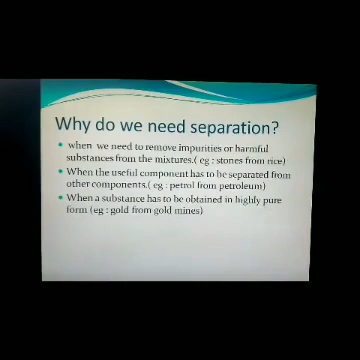 Why do we need separation?
when we need to remove impurities or harmful
substances from the mixtures.( eg : stones from rice)
When the useful component has to be separated from
other components.( eg : petrol from petroleum)
When a substance has to be obtained in highly pure
form (eg : gold from gold mines)